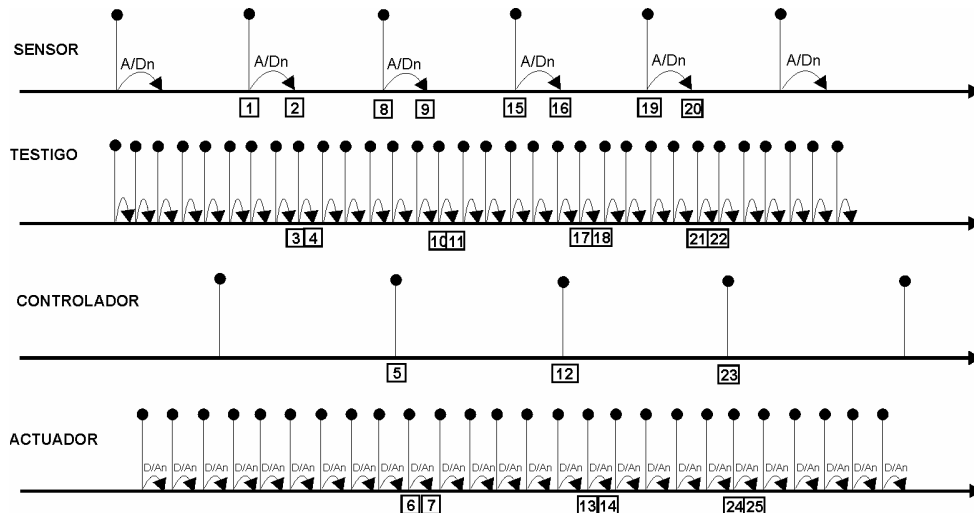 SENSOR
A/Dn A/Dn A/Dn A/Dn A/Dn A/Dn
1 2 8 9 15 16 19 20
TESTIGO
3 4 10 11 17 18 21 22
CONTROLADOR
5 12 23
ACTUADOR
D/An D/An D/An D/An D/An D/An D/An D/An D/An D/An D/An D/An D/An D/An D/An D/An D/An D/An D/An D/An D/An D/An D/An D/An D/An D/An
6 7 13 14 24 25